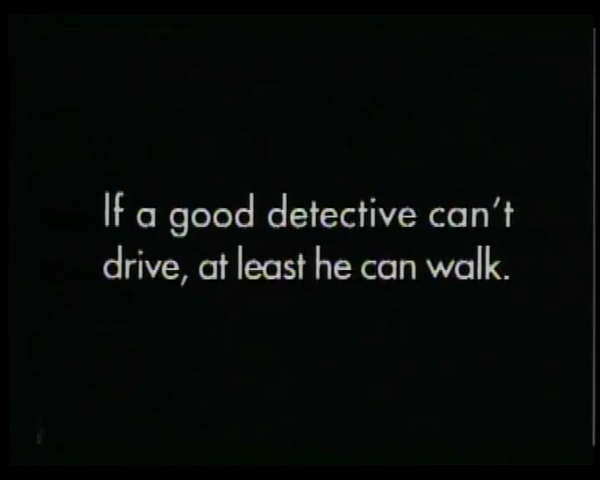 If a good detective can't
drive, at least he can walk.